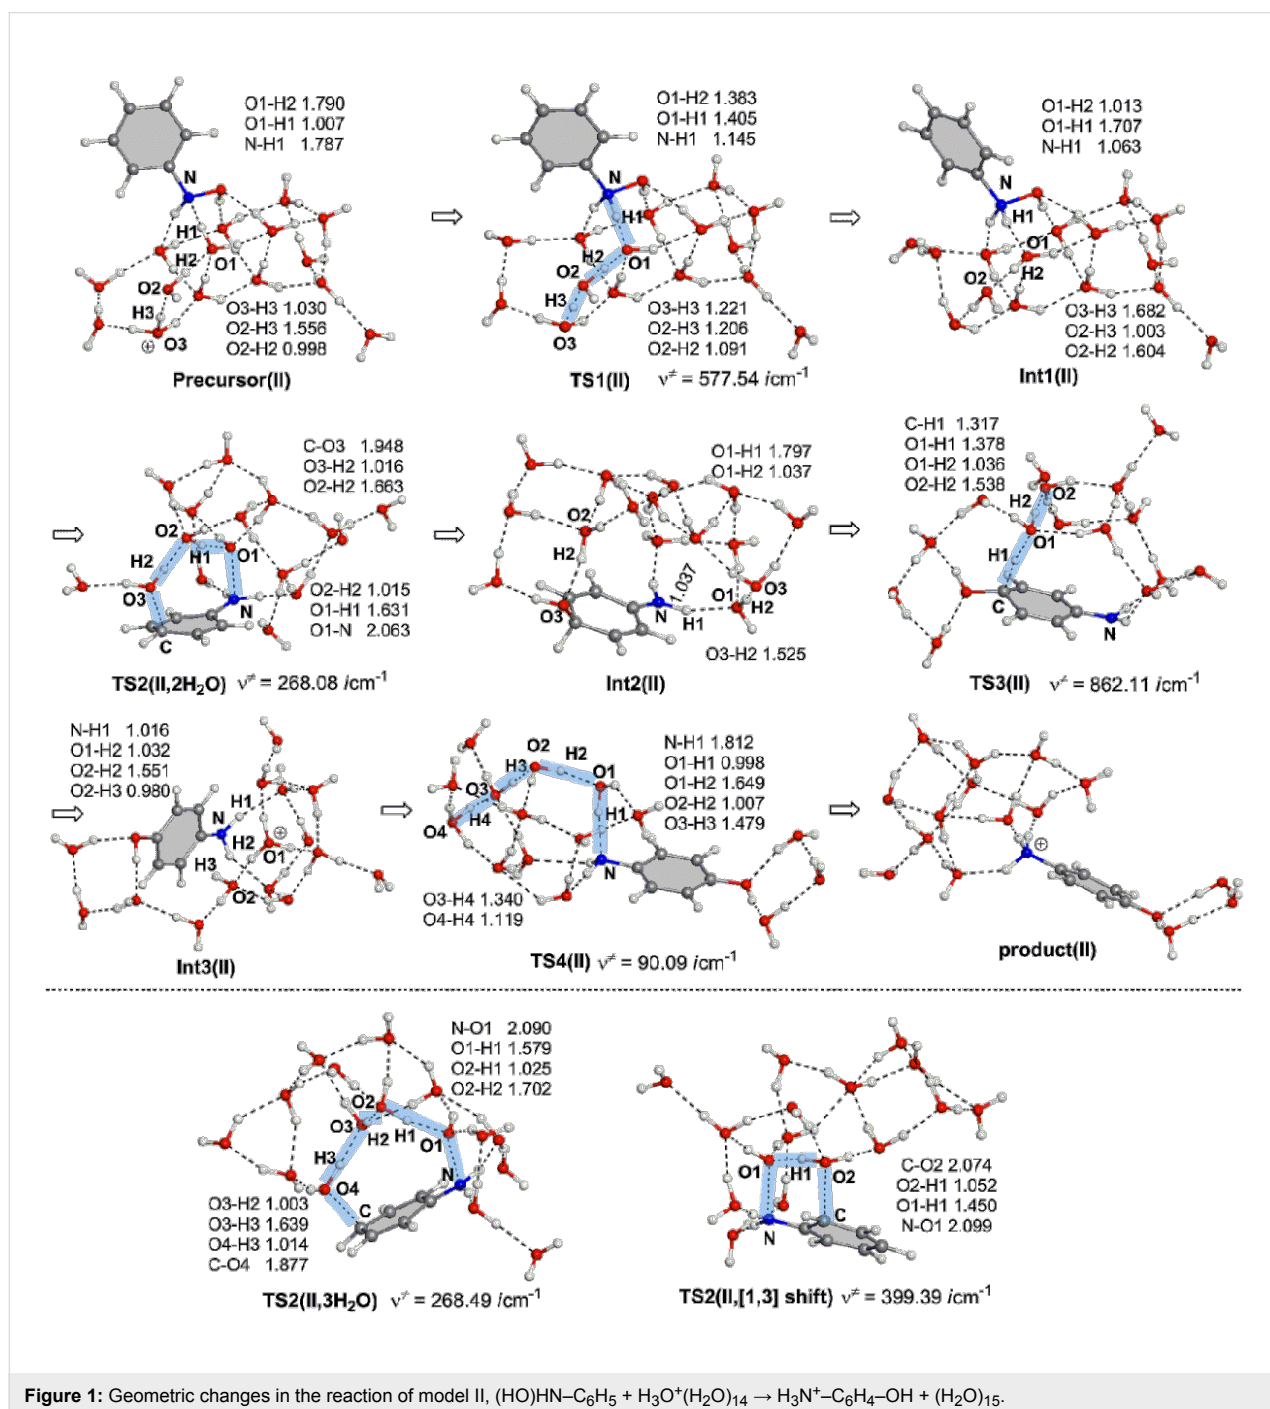 O1-H2 1.790
O1-H1 1.007
N-H1 1.787
N
H1
H2
O1
O2
H3
O3
⊕
O3-H3 1.030
O2-H3 1.556
O2-H2 0.998
Precursor(II)
⇨
O1-H2 1.383
O1-H1 1.405
N-H1 1.145
N
H1
H2
O1
O2
H3
O3
O3-H3 1.221
O2-H3 1.206
O2-H2 1.091
TS1(II) ν≠ = 577.54 icm⁻¹
⇨
O1-H2 1.013
O1-H1 1.707
N-H1 1.063
N
H1
O1
H2
O2
O3-H3 1.682
O2-H3 1.003
O2-H2 1.604
Int1(II)
⇨
C-O3 1.948
O3-H2 1.016
O2-H2 1.663
O2
H1
O1
H2
O3
N
C
O2-H2 1.015
O1-H1 1.631
O1-N 2.063
TS2(II,2H₂O) ν≠ = 268.08 icm⁻¹
⇨
O1-H1 1.797
O1-H2 1.037
O2
H2
1.037
O3
O1
H2
O3
N
H1
O3-H2 1.525
Int2(II)
⇨
C-H1 1.317
O1-H1 1.378
O1-H2 1.036
O2-H2 1.538
O2
H2
O1
H1
C
N
TS3(II) ν≠ = 862.11 icm⁻¹
⇨
N-H1 1.016
O1-H2 1.032
O2-H2 1.551
O2-H3 0.980
H1
N
⊕
H2
O1
H3
O2
Int3(II)
⇨
O2
H2
H3
O1
O3
H1
O4
H4
N
N-H1 1.812
O1-H1 0.998
O1-H2 1.649
O2-H2 1.007
O3-H3 1.479
O3-H4 1.340
O4-H4 1.119
TS4(II) ν≠ = 90.09 icm⁻¹
⇨
⊕
product(II)
N-O1 2.090
O1-H1 1.579
O2-H1 1.025
O2-H2 1.702
O2
O3
H2
H1
O1
H3
N
O4
C
O3-H2 1.003
O3-H3 1.639
O4-H3 1.014
C-O4 1.877
TS2(II,3H₂O) ν≠ = 268.49 icm⁻¹
O1
H1
O2
N
C
C-O2 2.074
O2-H1 1.052
O1-H1 1.450
N-O1 2.099
TS2(II,[1,3] shift) ν≠ = 399.39 icm⁻¹
Figure 1: Geometric changes in the reaction of model II, (HO)HN–C₆H₅ + H₃O⁺(H₂O)₁₄ → H₃N⁺–C₆H₄–OH + (H₂O)₁₅.